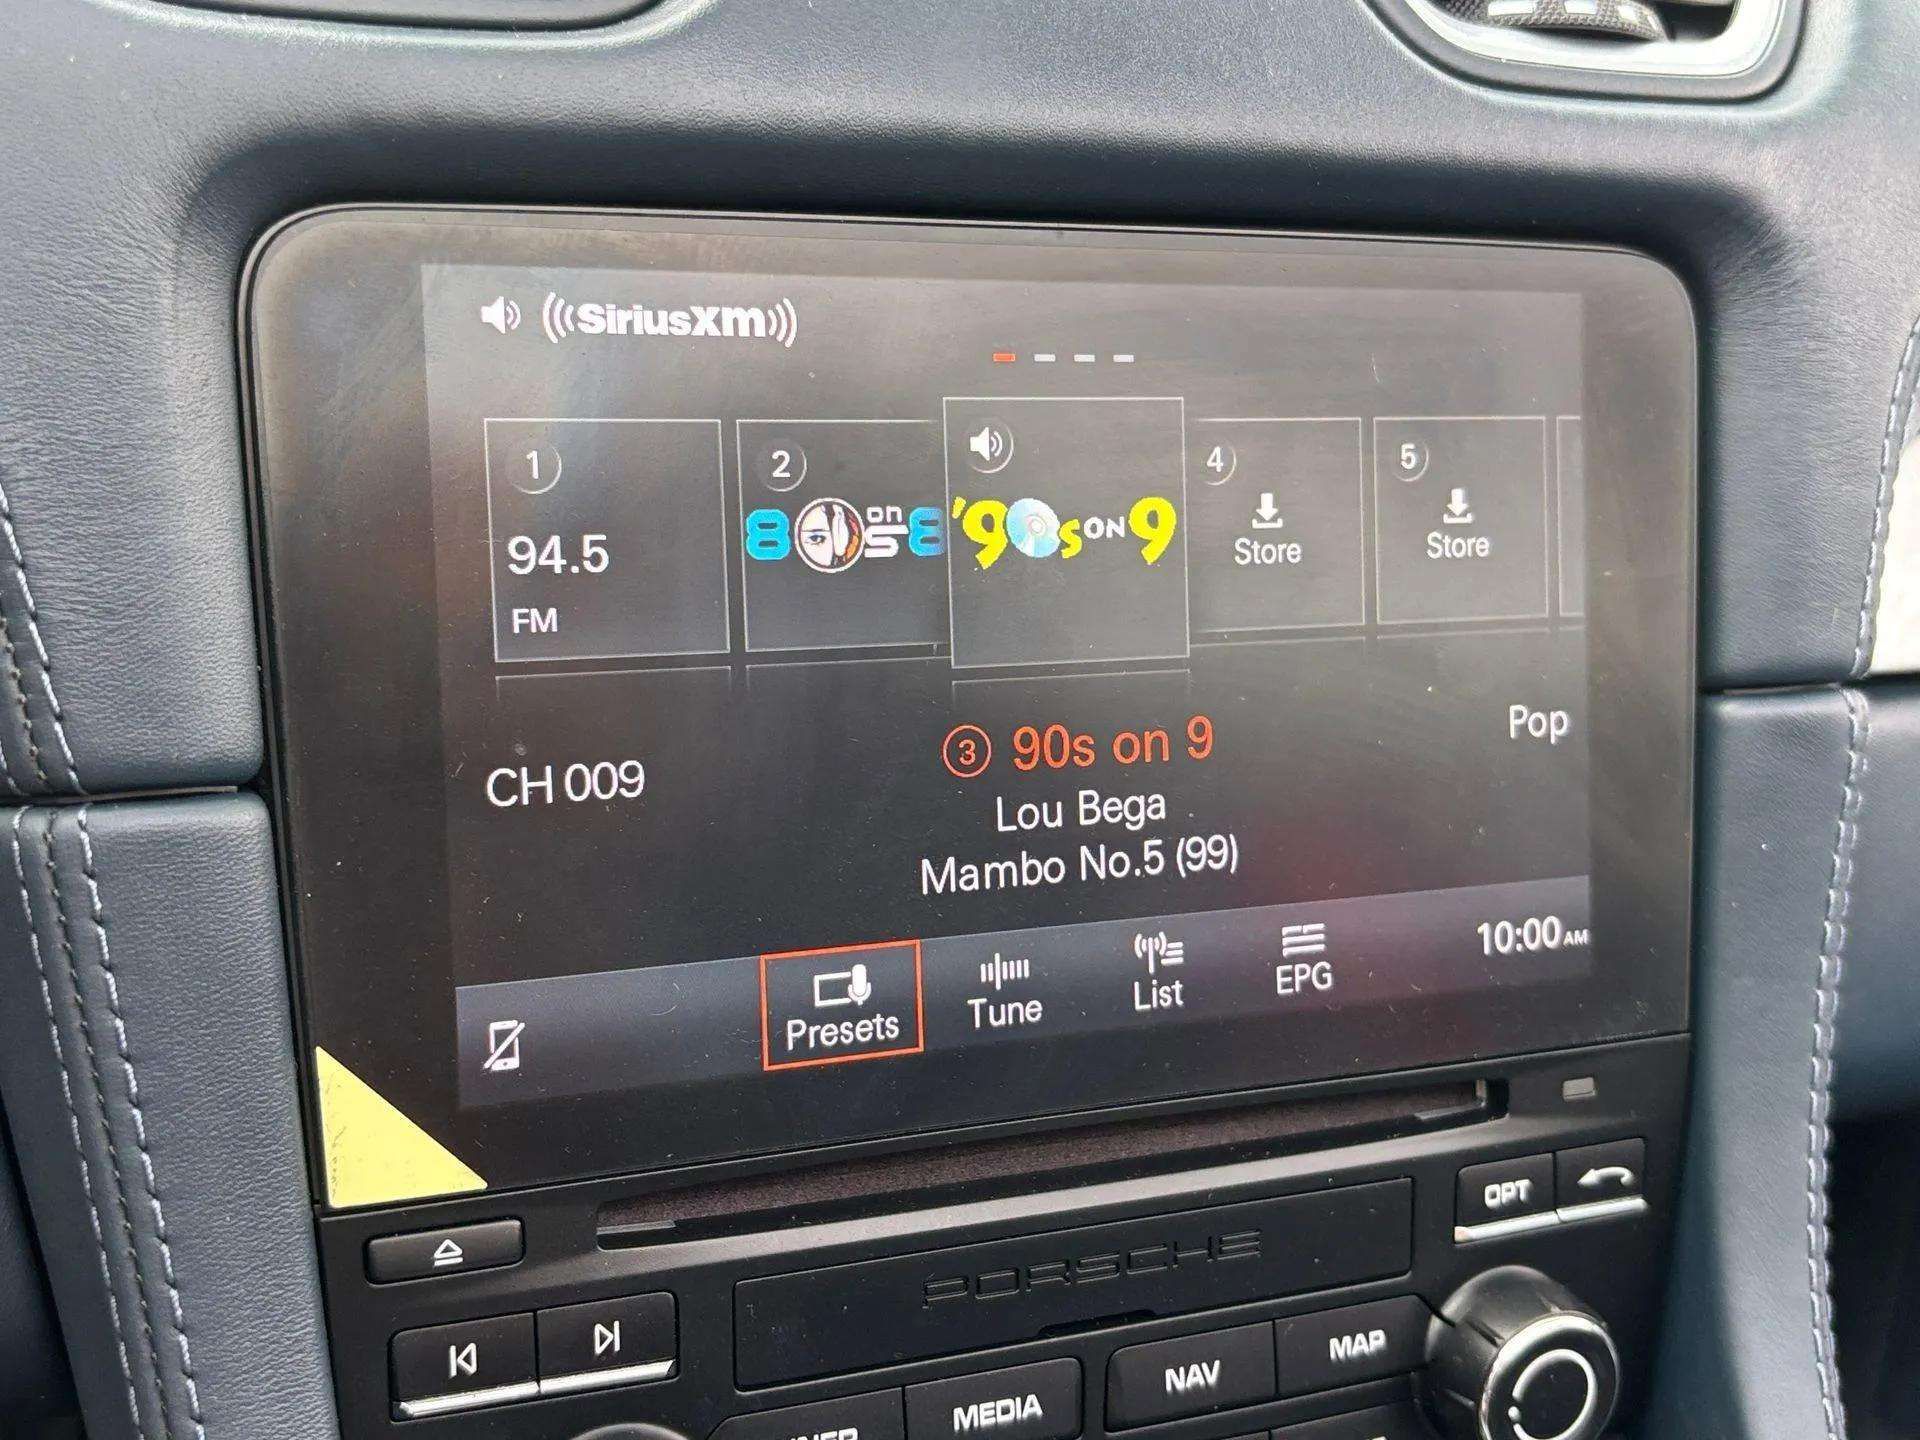 ((SiriusXM))
1
94.5
FM
2
80s on 8
'90s ON 9
4
Store
5
Store
CH 009
3 90s on 9
Pop
Lou Bega
Mambo No.5 (99)
Presets
Tune
List
EPG
10:00 AM
OPT
PORSCHE
NAV
MAP
MEDIA